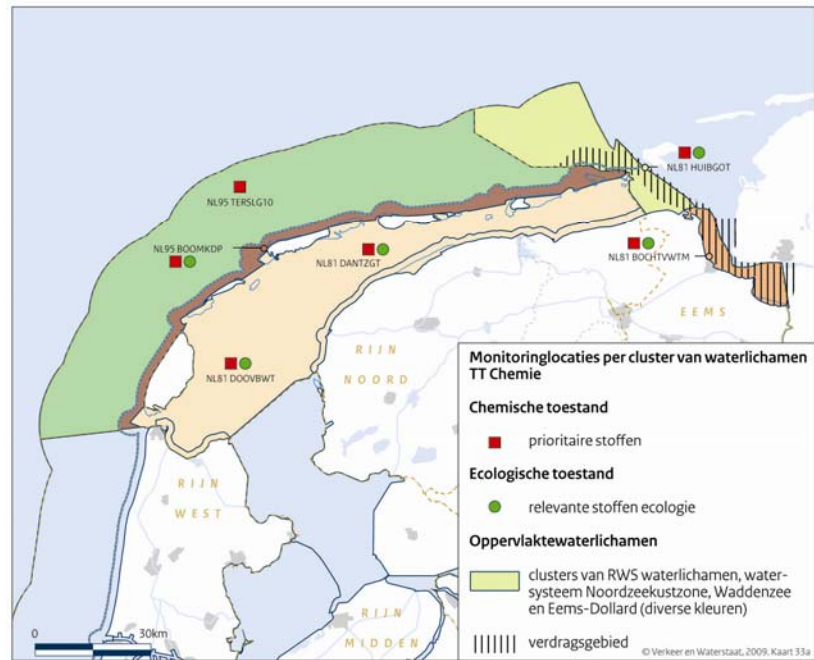 NL81 HUIBGOT
NL95 TERSLG10
NL95 BOOMKDP
NL81 DANTZGT
NL81 BOCHTVWTM
EEMS
NL81 DOOVBWT
RIJN
NOORD
RIJN
WEST
RIJN
MIDDEN
0 30km
Monitoringlocaties per cluster van waterlichamen
TT Chemie
Chemische toestand
prioritaire stoffen
Ecologische toestand
relevante stoffen ecologie
Oppervlaktewaterlichamen
clusters van RWS waterlichamen, water-
systeem Noordzeekustzone, Waddenzee
en Eems-Dollard (diverse kleuren)
verdragsgebied
© Verkeer en Waterstaat, 2009. Kaart 33a